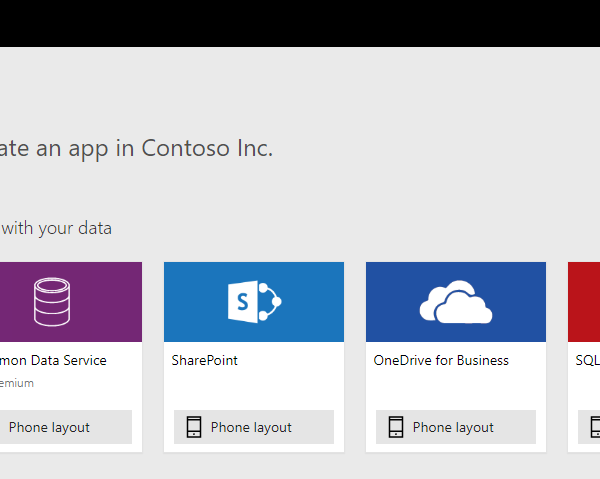 ate an app in Contoso Inc.
with your data
S
mon Data Service
SharePoint
OneDrive for Business
SQL
emium
Phone layout
Phone layout
Phone layout